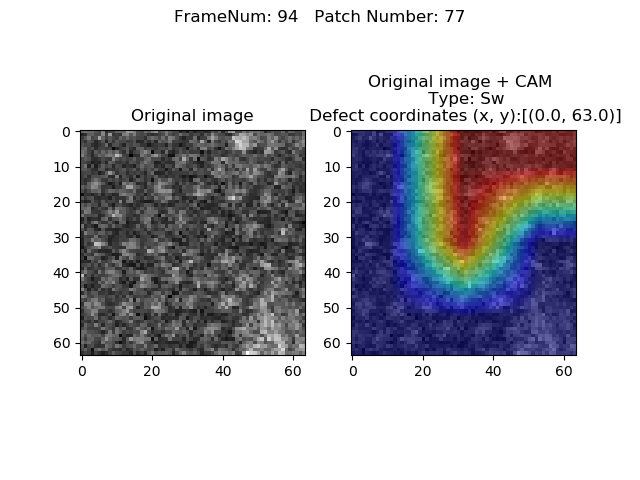 FrameNum: 94   Patch Number: 77
Original image
Original image + CAM
Type: Sw
Defect coordinates (x, y):[(0.0, 63.0)]
0
10
20
30
40
50
60
0 20 40 60
0
10
20
30
40
50
60
0 20 40 60